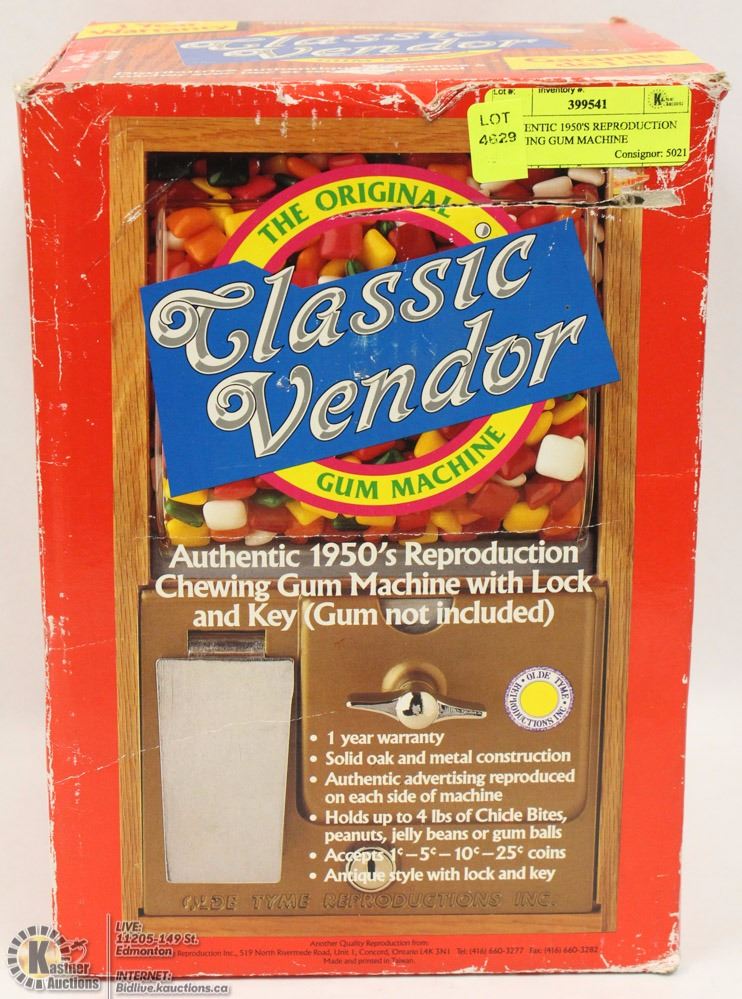 1 Year
Warranty
Classic
Vendor
Lot #:
Inventory #:
399541
LOT
4629
ENTIC 1950'S REPRODUCTION
ING GUM MACHINE
Consignor: 5021
THE ORIGINAL
Classic
Vendor
GUM MACHINE
Authentic 1950's Reproduction
Chewing Gum Machine with Lock
and Key (Gum not included)
OLDE TYME REPRODUCTIONS INC.
• 1 year warranty
• Solid oak and metal construction
• Authentic advertising reproduced
on each side of machine
• Holds up to 4 lbs of Chicle Bites,
peanuts, jelly beans or gum balls
• Accepts 1¢–5¢–10¢–25¢ coins
• Antique style with lock and key
OLDE TYME REPRODUCTIONS INC.
Another Quality Reproduction from:
Reproduction Inc., 519 North Rivermede Road, Unit 1, Concord, Ontario L4K 3N1 Tel: (416) 660-3277 Fax: (416) 660-3282
Made and printed in Taiwan.
K
Kastner
Auctions
LIVE:
11205-149 St.
Edmonton
INTERNET:
Bidlive.kauctions.ca